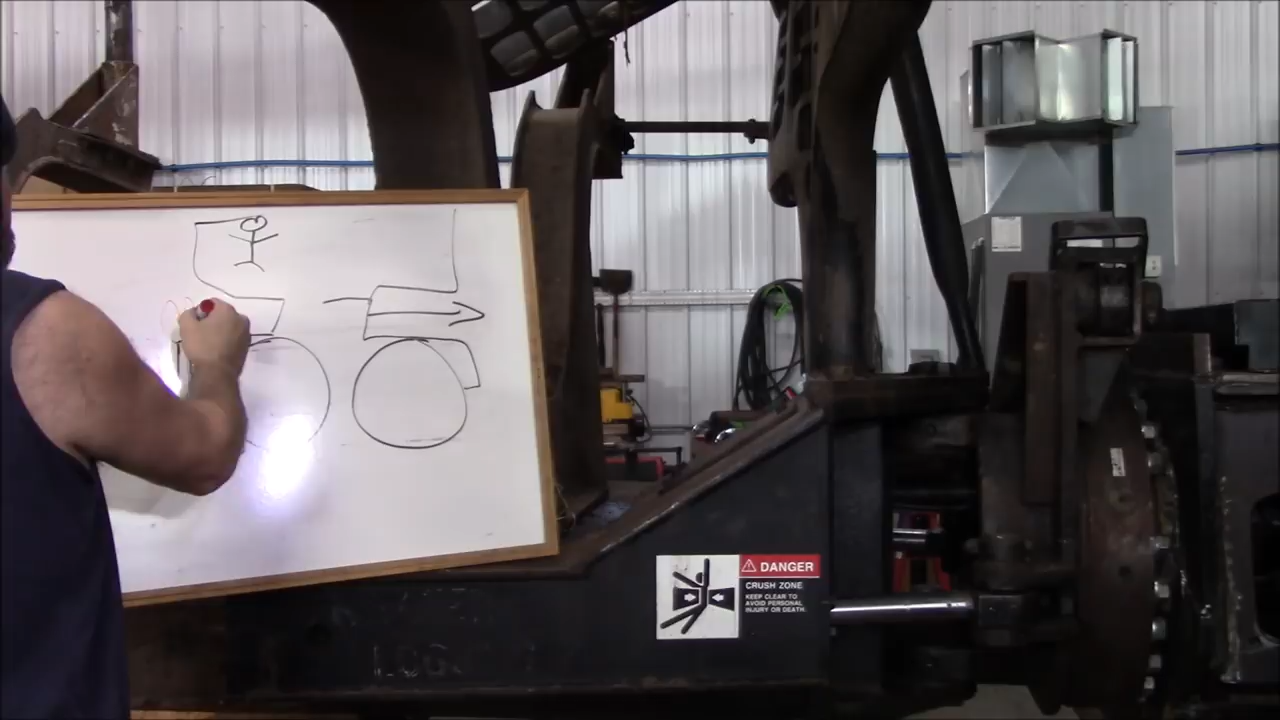 DANGER
CRUSH ZONE
KEEP CLEAR TO
AVOID PERSONAL
INJURY OR DEATH.